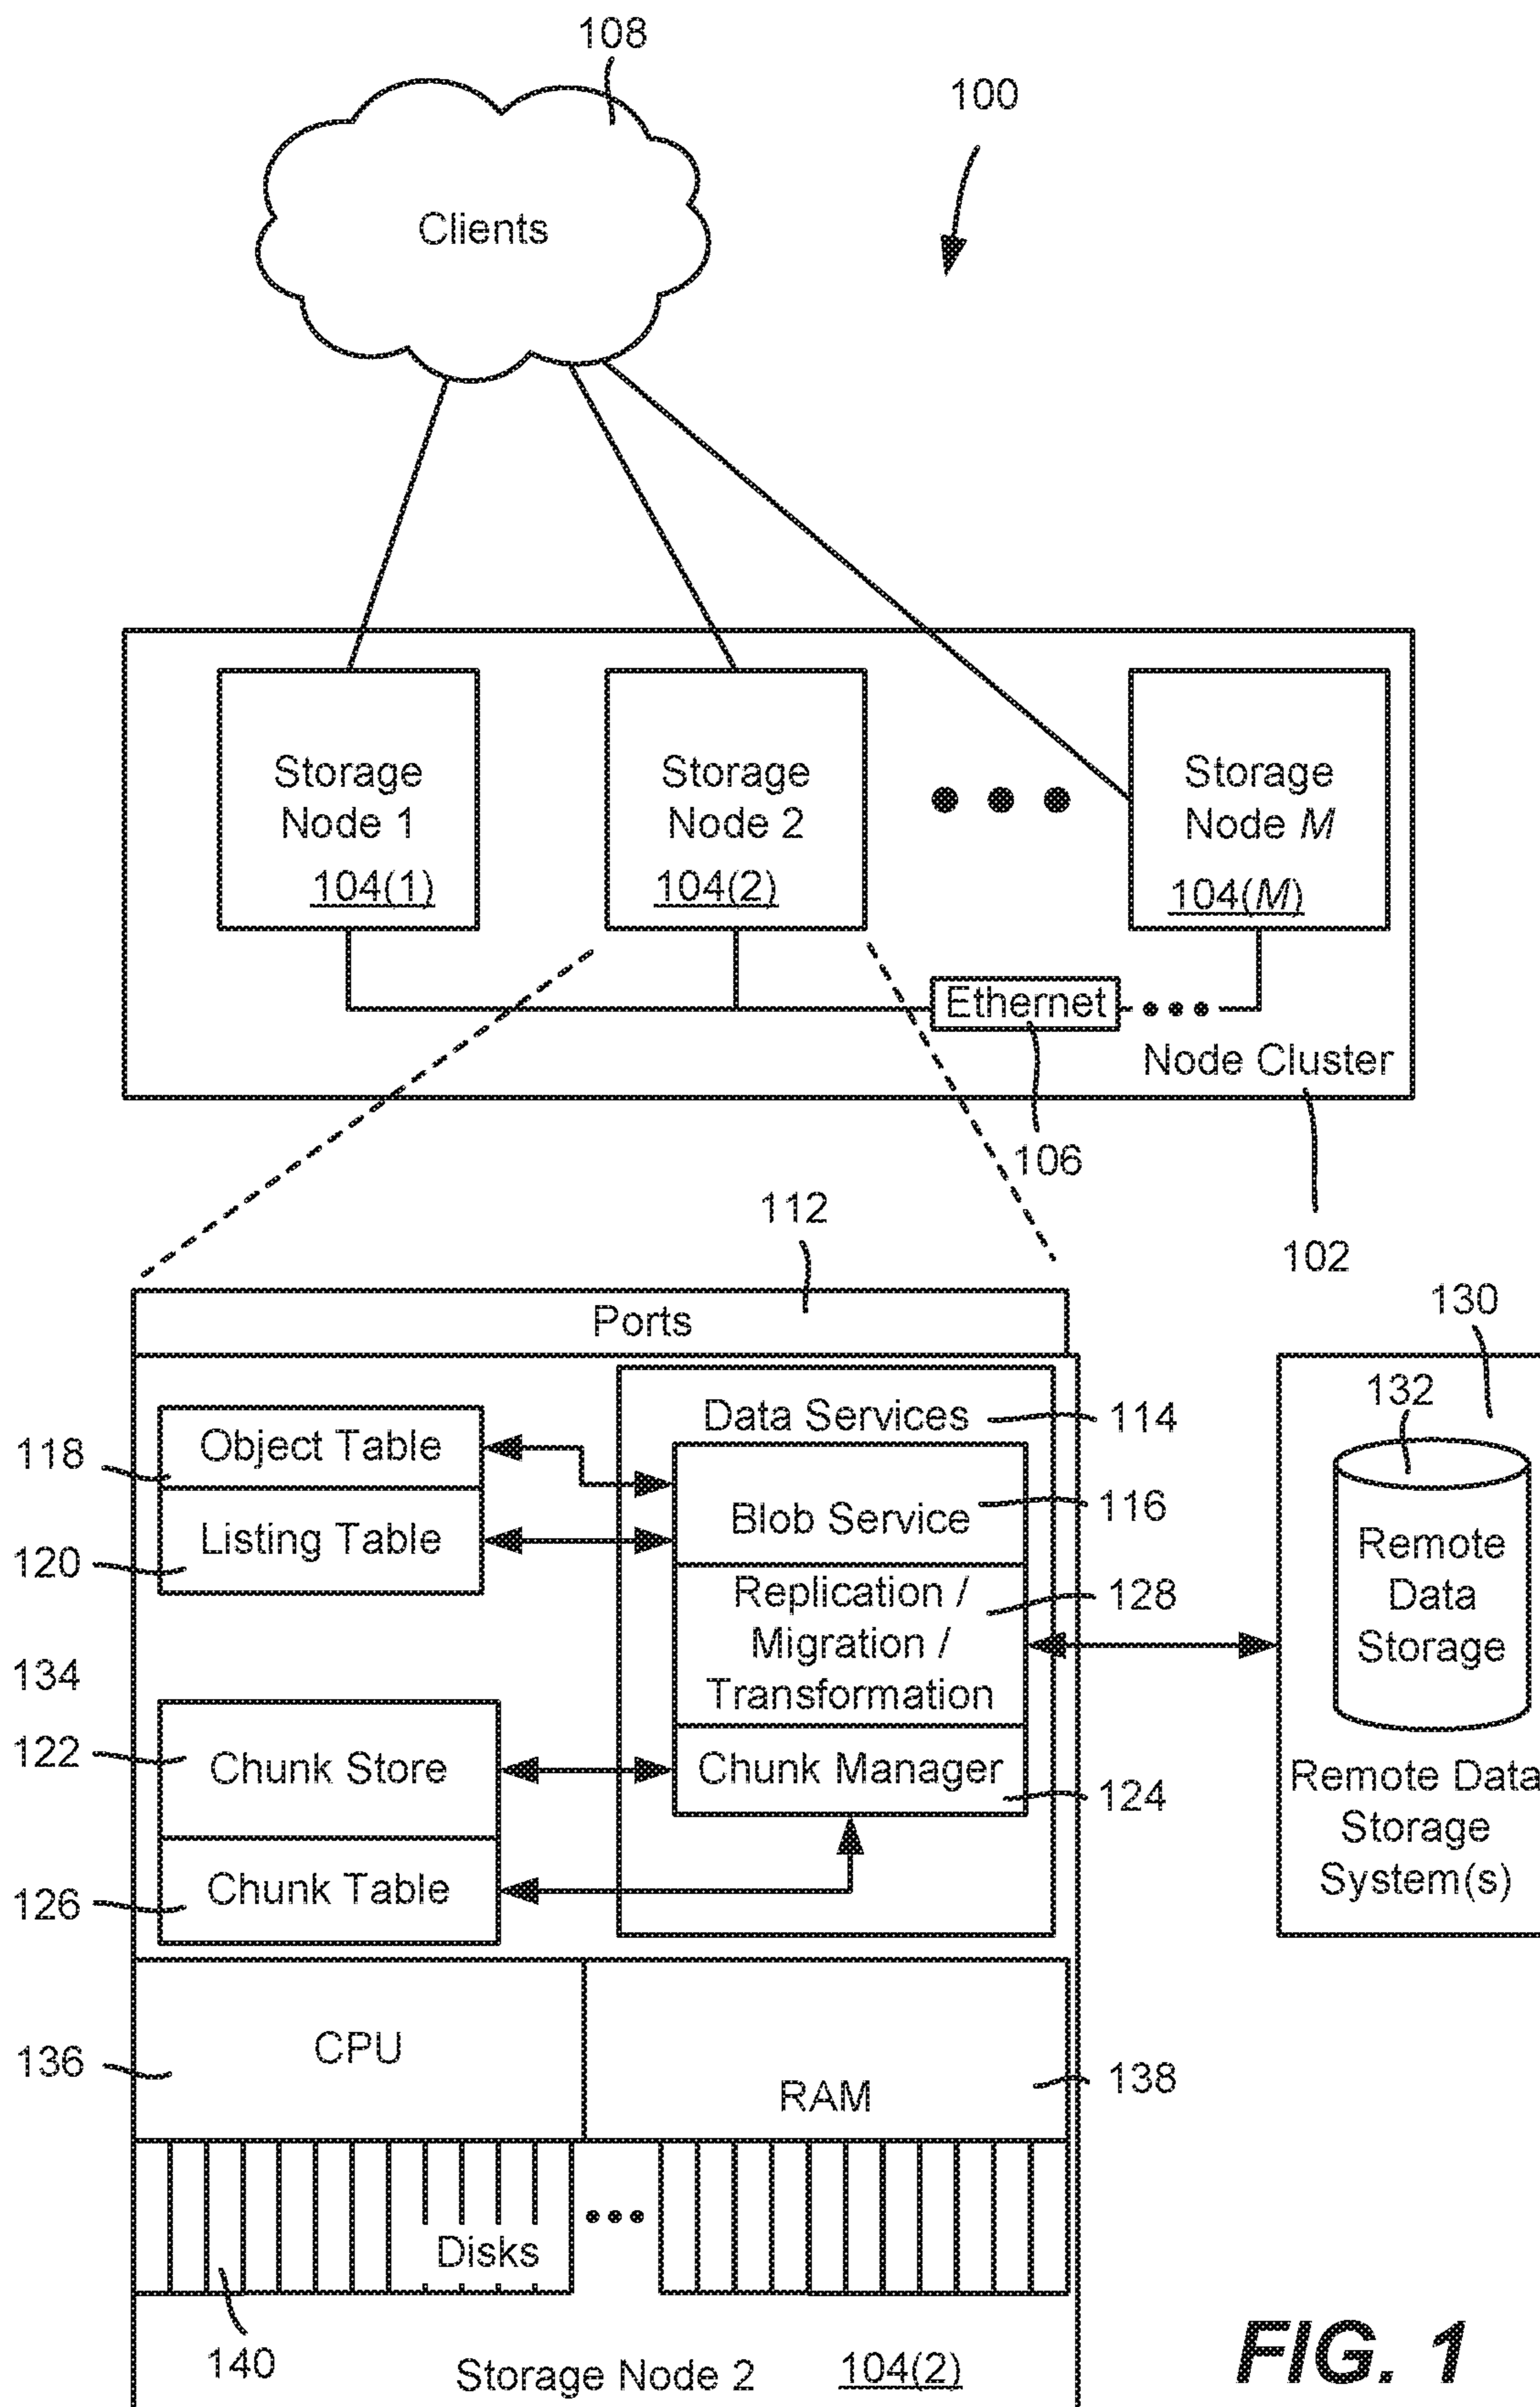 108
100
Clients
Storage
Node 1
104(1)
Storage
Node 2
104(2)
Storage
Node M
104(M)
Ethernet
Node Cluster
106
102
112
Ports
130
132
Data Services
114
Object Table
118
Blob Service
116
Listing Table
120
Replication /
Migration /
Transformation
128
Remote
Data
Storage
134
122
Chunk Store
Chunk Manager
124
Remote Data
Storage
System(s)
126
Chunk Table
CPU
136
RAM
138
Disks
140
Storage Node 2
104(2)
FIG. 1